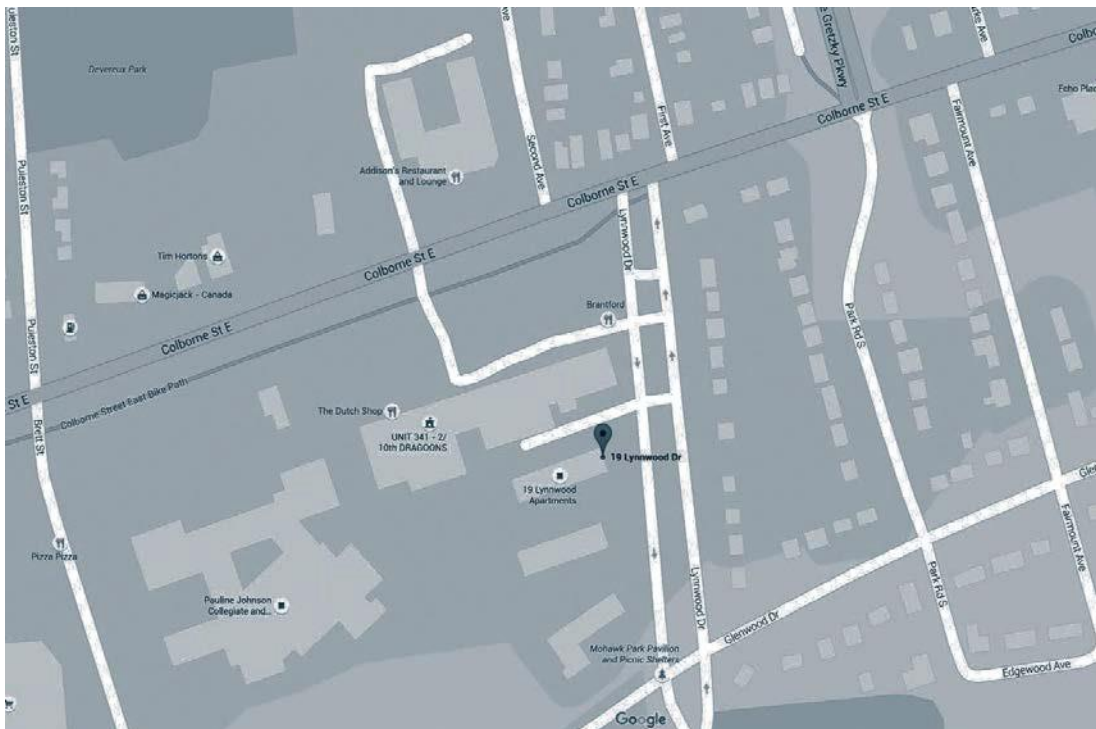 Puleston St
Devereux Park
Second Ave
First Ave
Gretzky Pkwy
Colborne St E
Fairmount Ave
Addison's Restaurant
and Lounge
Colborne St E
Puleston St
Tim Hortons
Colborne St E
Lynnwood Dr
Magicjack - Canada
Brantford
Park Rd S
Puleston St
Colborne St E
St E
Colborne Street East Bike Path
The Dutch Shop
UNIT 341 - 2/
10th DRAGOONS
Brett St
19 Lynnwood Dr
19 Lynnwood
Apartments
Pizza Pizza
Fairmount Ave
Park Rd S
Lynnwood Dr
Pauline Johnson
Collegiate and...
Glenwood Dr
Mohawk Park Pavilion
and Picnic Shelters
Edgewood Ave
Google